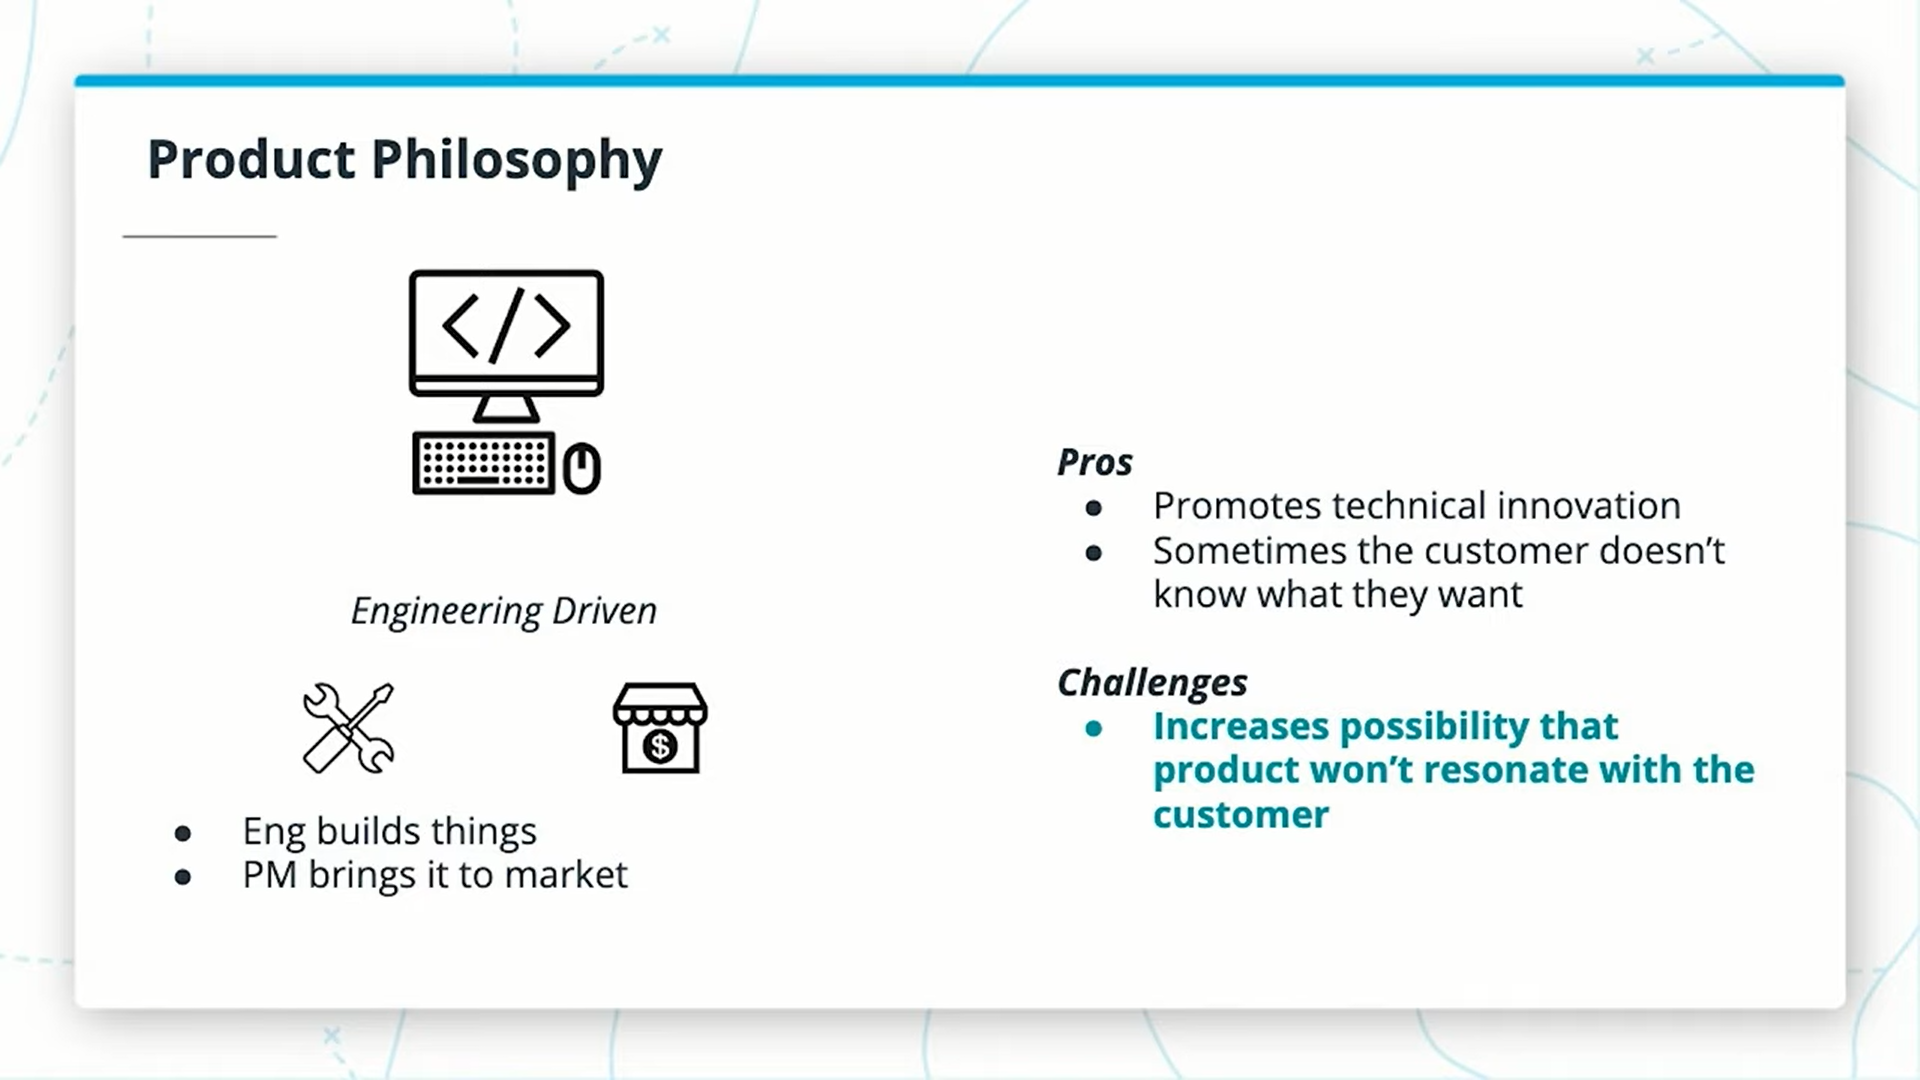 Product Philosophy
</>
Engineering Driven
$
• Eng builds things
• PM brings it to market
Pros
• Promotes technical innovation
• Sometimes the customer doesn’t
know what they want
Challenges
• Increases possibility that
product won’t resonate with the
customer